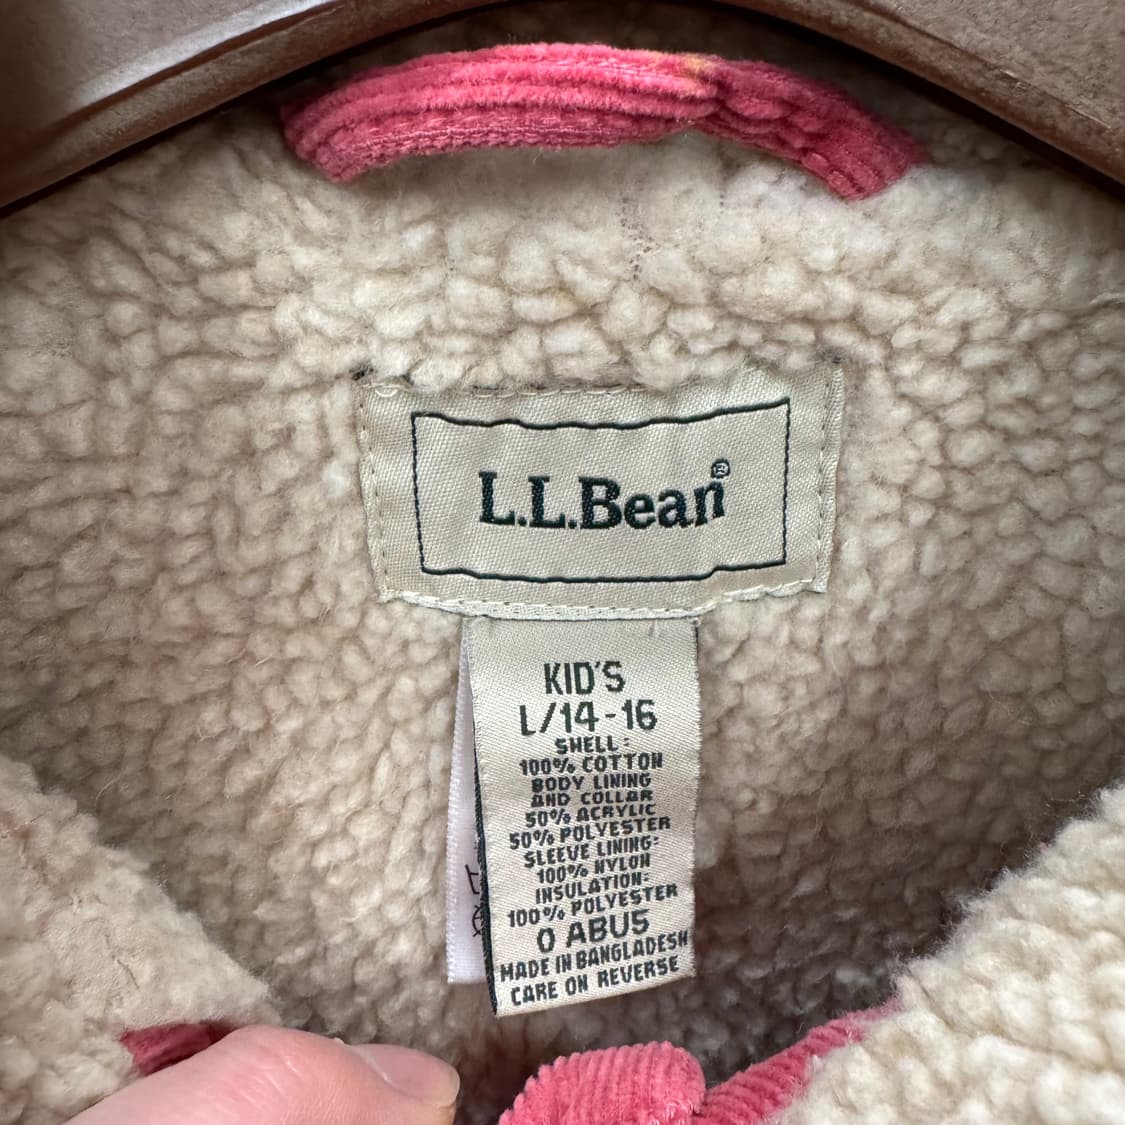 L.L.Bean®
KID'S
L/14-16
SHELL:
100% COTTON
BODY LINING
AND COLLAR
50% ACRYLIC
50% POLYESTER
SLEEVE LINING:
100% NYLON
INSULATION:
100% POLYESTER
0 ABU5
MADE IN BANGLADESH
CARE ON REVERSE